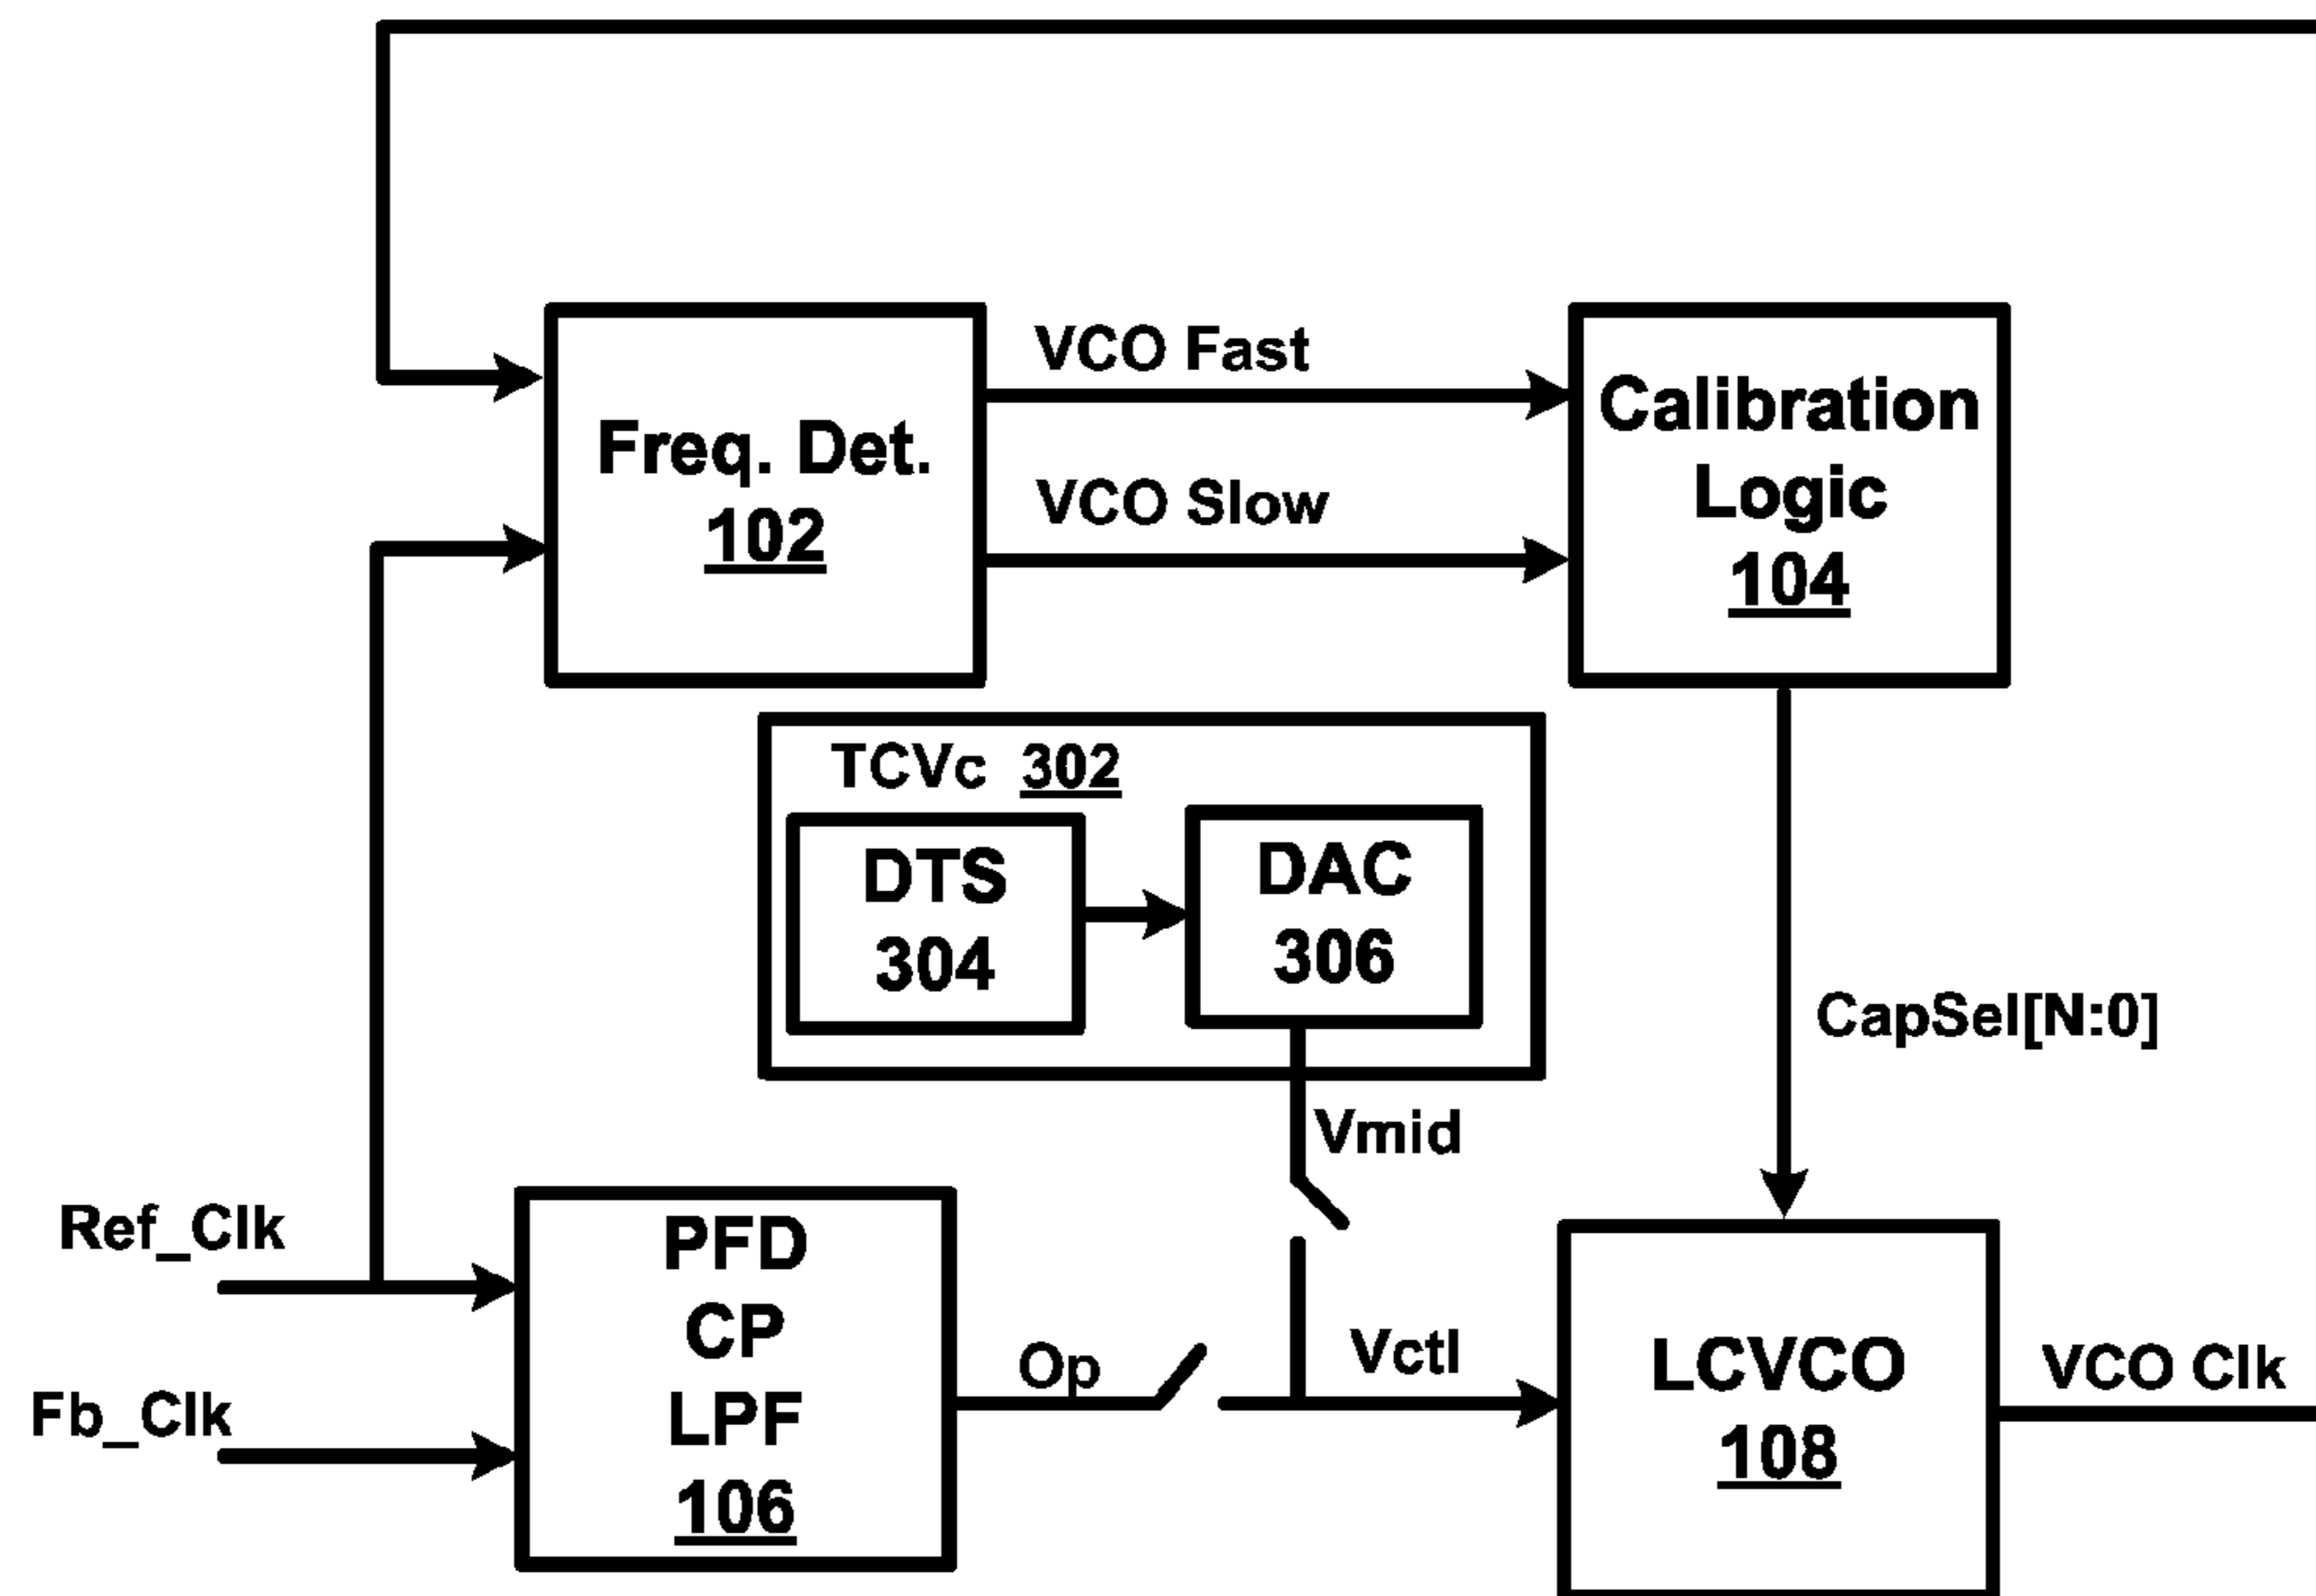 VCO Fast
Freq. Det.
102
VCO Slow
Calibration
Logic
104
TCVc 302
DTS
304
DAC
306
CapSel[N:0]
Vmid
Ref_Clk
Fb_Clk
PFD
CP
LPF
106
Op
Vctl
LCVCO
108
VCO Clk